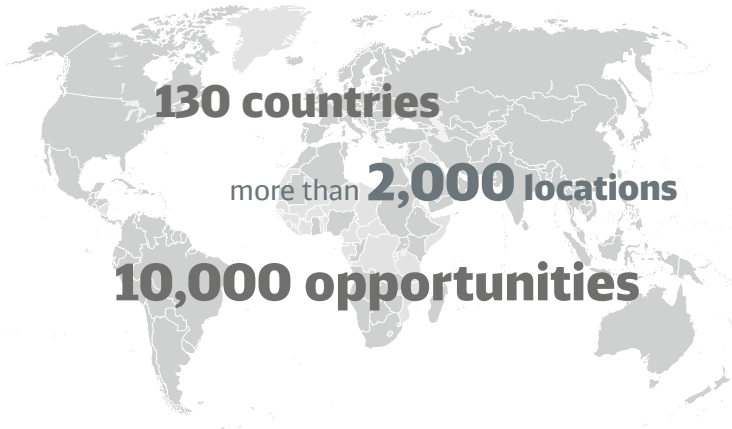 130 countries
more than 2,000 locations
10,000 opportunities